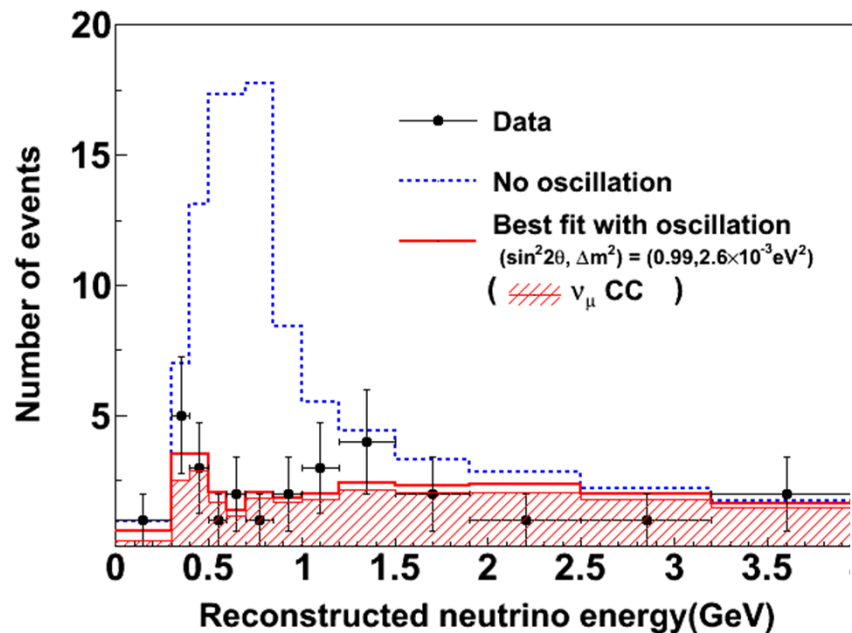 20
15
10
5
Number of events
Data
No oscillation
Best fit with oscillation
(sin²2θ, Δm²) = (0.99,2.6×10⁻³eV²)
( νμ CC )
0 0.5 1 1.5 2 2.5 3 3.5
Reconstructed neutrino energy(GeV)